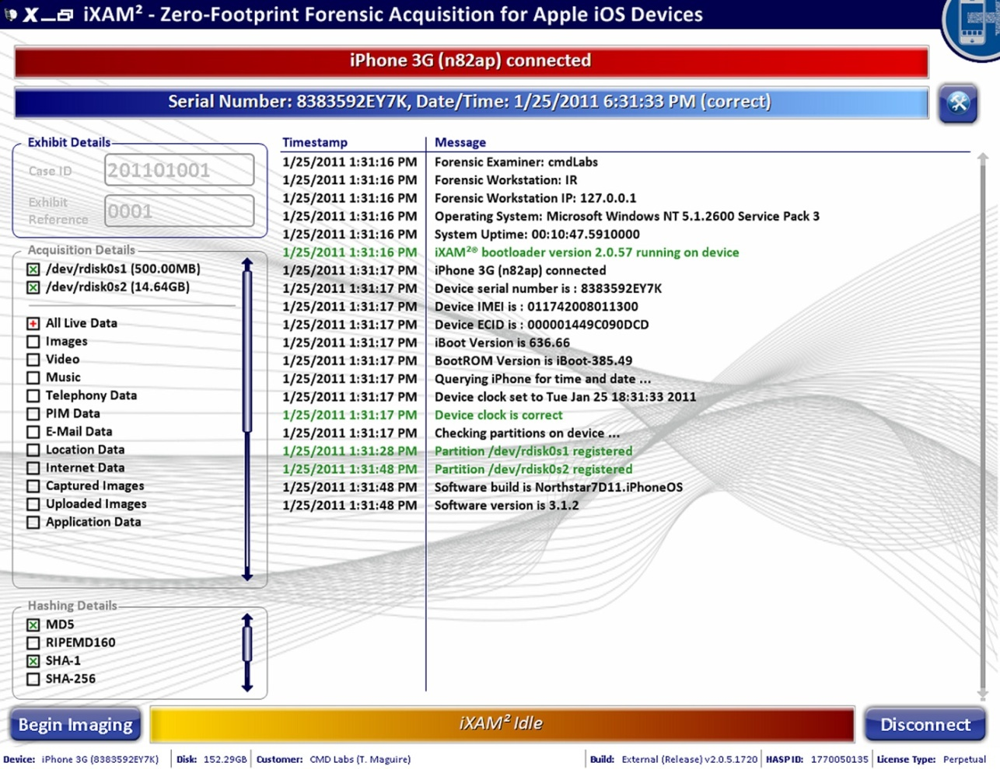 iXAM² - Zero-Footprint Forensic Acquisition for Apple iOS Devices
iPhone 3G (n82ap) connected
Serial Number: 8383592EY7K, Date/Time: 1/25/2011 6:31:33 PM (correct)
Exhibit Details
Case ID 201101001
Exhibit Reference 0001
Acquisition Details
/dev/rdisk0s1 (500.00MB)
/dev/rdisk0s2 (14.64GB)
All Live Data
Images
Video
Music
Telephony Data
PIM Data
E-Mail Data
Location Data
Internet Data
Captured Images
Uploaded Images
Application Data
Hashing Details
MD5
RIPEMD160
SHA-1
SHA-256
Timestamp Message
1/25/2011 1:31:16 PM Forensic Examiner: cmdLabs
1/25/2011 1:31:16 PM Forensic Workstation: IR
1/25/2011 1:31:16 PM Forensic Workstation IP: 127.0.0.1
1/25/2011 1:31:16 PM Operating System: Microsoft Windows NT 5.1.2600 Service Pack 3
1/25/2011 1:31:16 PM System Uptime: 00:10:47.5910000
1/25/2011 1:31:16 PM iXAM²® bootloader version 2.0.57 running on device
1/25/2011 1:31:17 PM iPhone 3G (n82ap) connected
1/25/2011 1:31:17 PM Device serial number is : 8383592EY7K
1/25/2011 1:31:17 PM Device IMEI is : 011742008011300
1/25/2011 1:31:17 PM Device ECID is : 000001449C090DCD
1/25/2011 1:31:17 PM iBoot Version is 636.66
1/25/2011 1:31:17 PM BootROM Version is iBoot-385.49
1/25/2011 1:31:17 PM Querying iPhone for time and date ...
1/25/2011 1:31:17 PM Device clock set to Tue Jan 25 18:31:33 2011
1/25/2011 1:31:17 PM Device clock is correct
1/25/2011 1:31:17 PM Checking partitions on device ...
1/25/2011 1:31:28 PM Partition /dev/rdisk0s1 registered
1/25/2011 1:31:48 PM Partition /dev/rdisk0s2 registered
1/25/2011 1:31:48 PM Software build is Northstar7D11.iPhoneOS
1/25/2011 1:31:48 PM Software version is 3.1.2
Begin Imaging iXAM² Idle Disconnect
Device: iPhone 3G (8383592EY7K) Disk: 152.29GB Customer: CMD Labs (T. Maguire) Build: External (Release) v2.0.5.1720 HASP ID: 1770050135 License Type: Perpetual